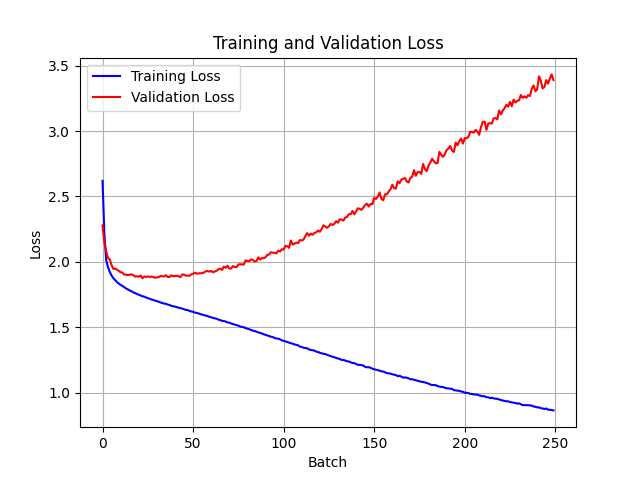 Training and Validation Loss
Training Loss
Validation Loss
3.5
3.0
2.5
2.0
1.5
1.0
Loss
0 50 100 150 200 250
Batch